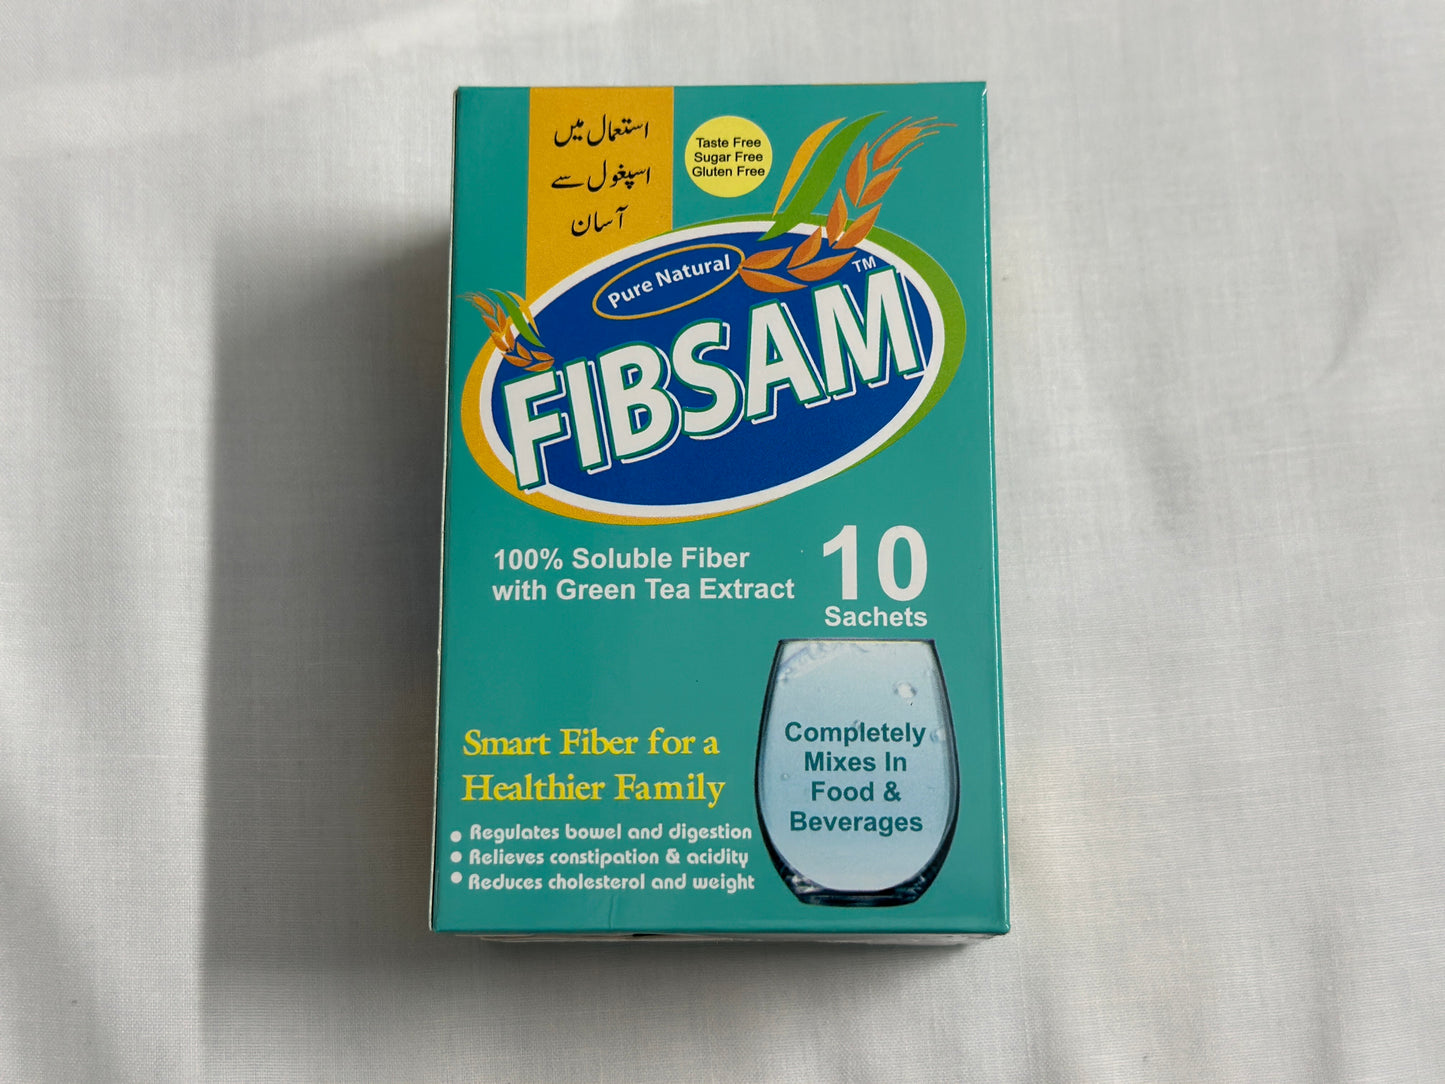 استعمال میں
اسپغول سے
آسان
Taste Free
Sugar Free
Gluten Free
Pure Natural
FIBSAM™
100% Soluble Fiber
with Green Tea Extract
10
Sachets
Completely
Mixes In
Food &
Beverages
Smart Fiber for a
Healthier Family
• Regulates bowel and digestion
• Relieves constipation & acidity
• Reduces cholesterol and weight